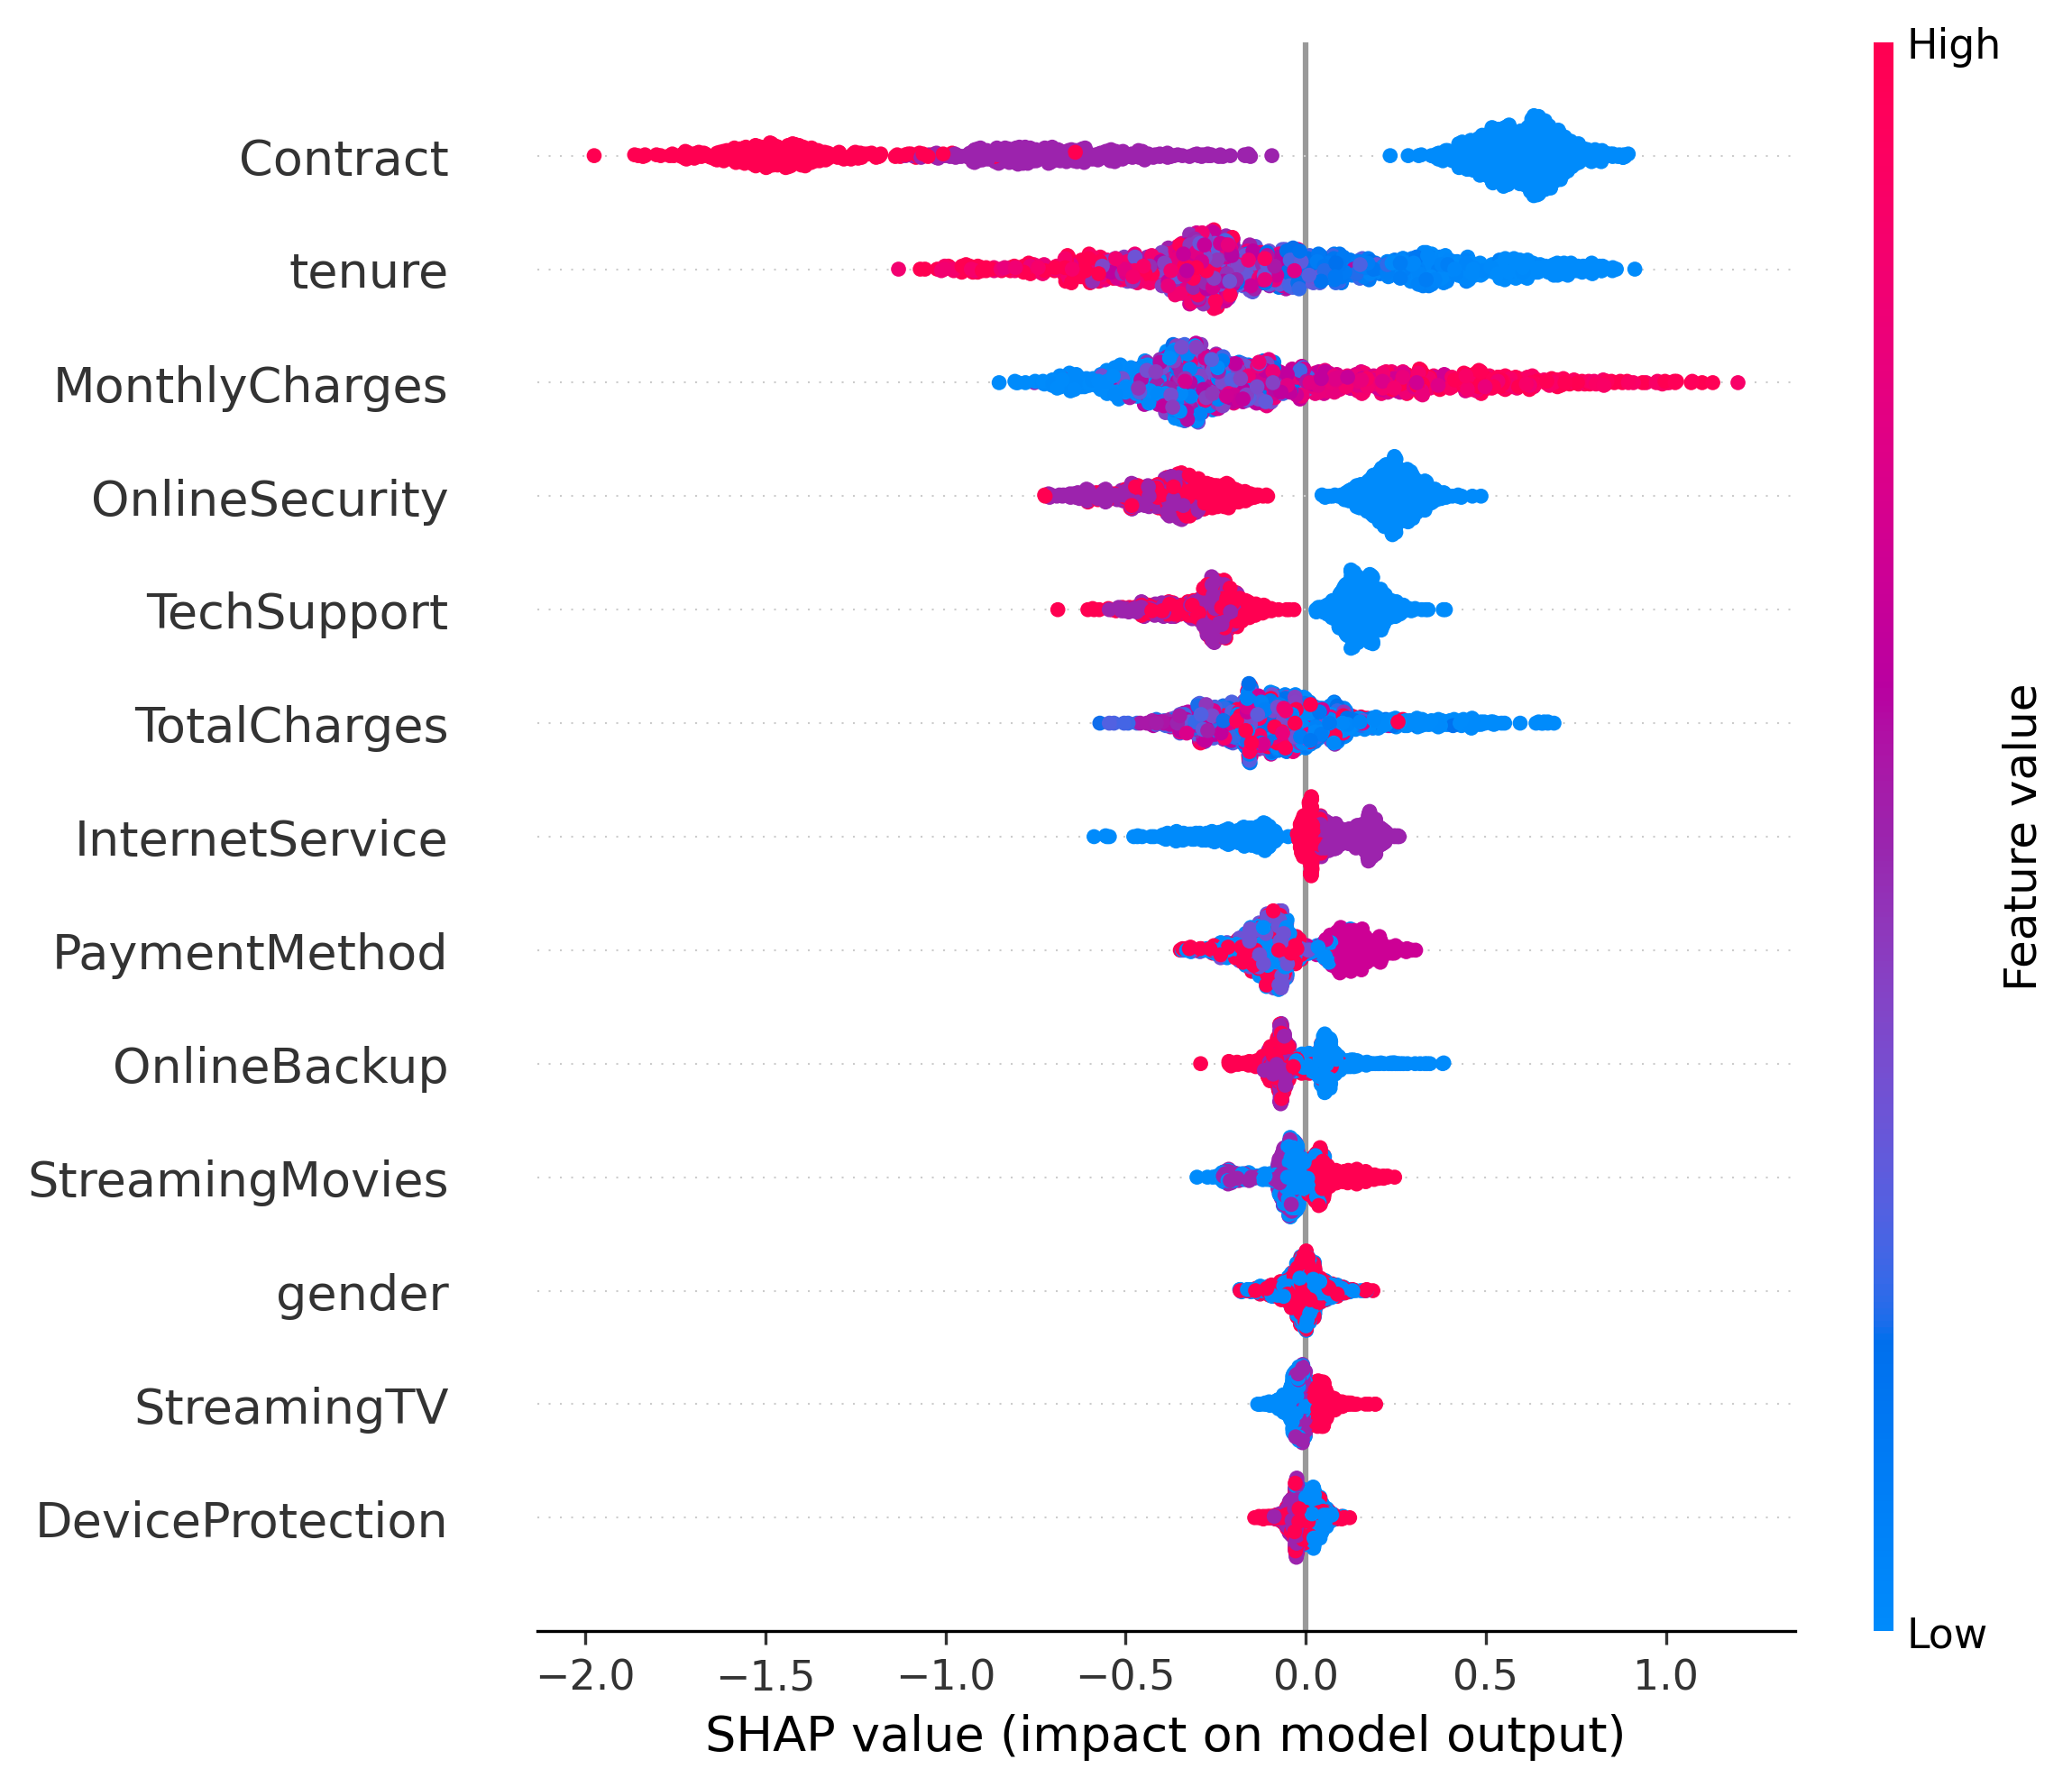 High
Contract
tenure
MonthlyCharges
OnlineSecurity
TechSupport
TotalCharges
InternetService
PaymentMethod
OnlineBackup
StreamingMovies
gender
StreamingTV
DeviceProtection
Feature value
Low
−2.0 −1.5 −1.0 −0.5 0.0 0.5 1.0
SHAP value (impact on model output)